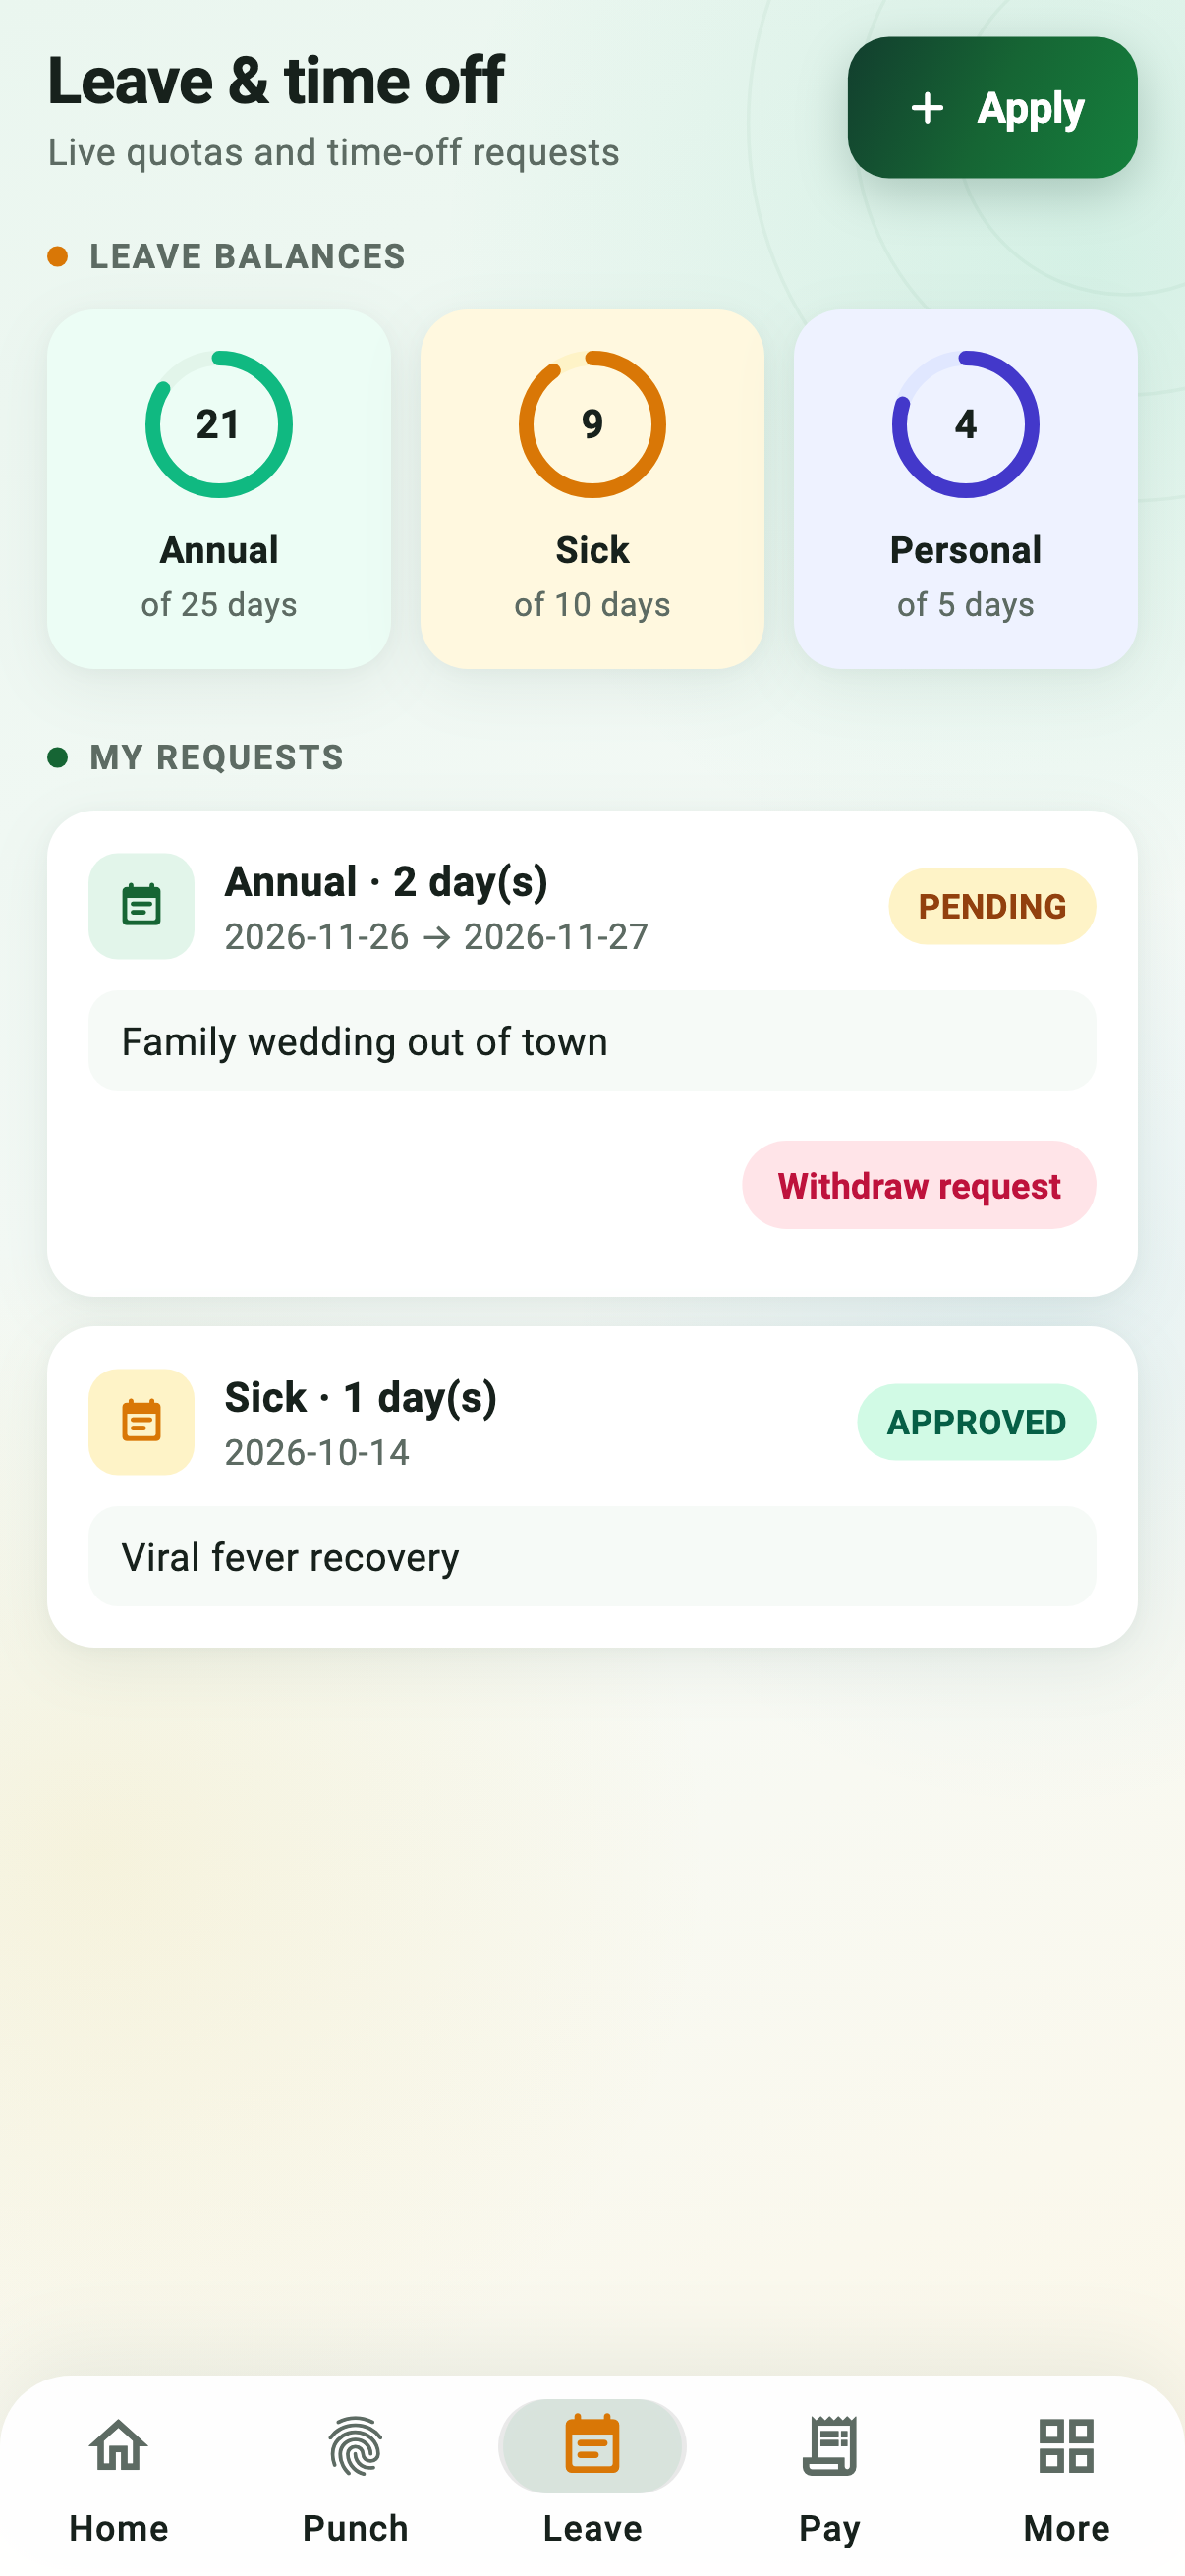 Leave & time off
Live quotas and time-off requests
+ Apply
LEAVE BALANCES
21
Annual
of 25 days
9
Sick
of 10 days
4
Personal
of 5 days
MY REQUESTS
Annual · 2 day(s)
2026-11-26 → 2026-11-27
PENDING
Family wedding out of town
Withdraw request
Sick · 1 day(s)
2026-10-14
APPROVED
Viral fever recovery
Home
Punch
Leave
Pay
More